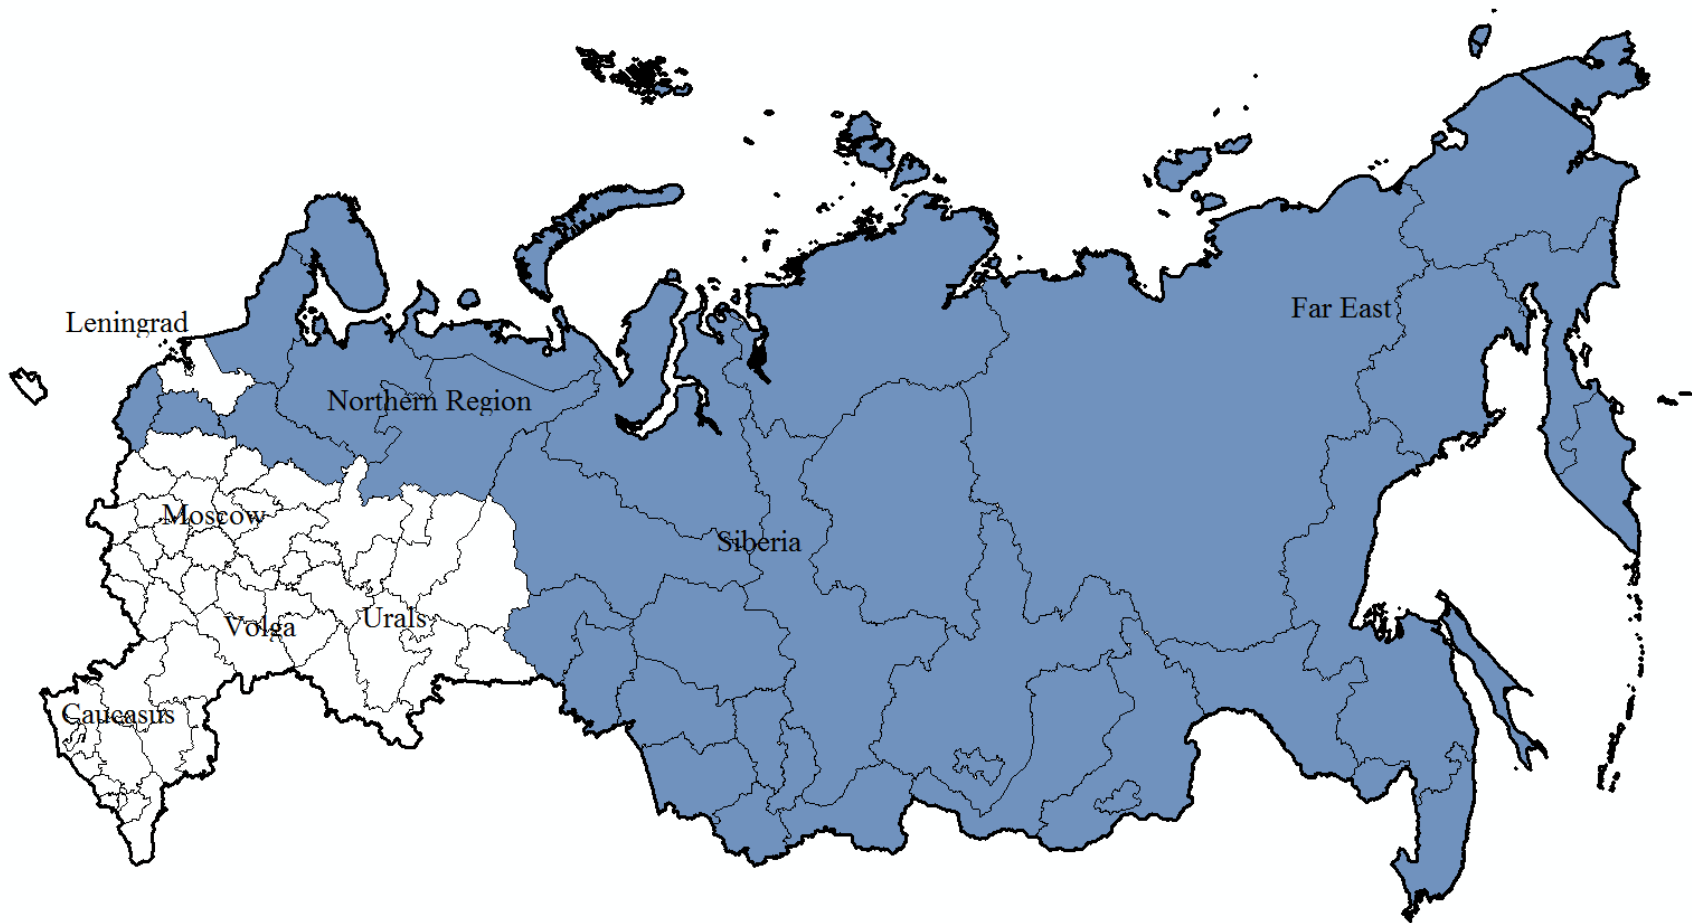 Far East
Leningrad
Northern Region
Moscow
Siberia
Urals
Volga
Caucasus